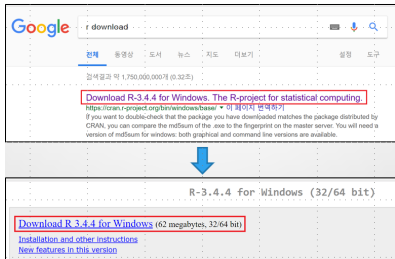 Google
r download
전체 동영상 도서 뉴스 지도 더보기 설정 도구
검색결과 약 1,750,000,000개 (0.32초)
Download R-3.4.4 for Windows. The R-project for statistical computing.
https://cran.r-project.org/bin/windows/base/ ▼ 이 페이지 번역하기
If you want to double-check that the package you have downloaded matches the package distributed by
CRAN, you can compare the md5sum of the .exe to the fingerprint on the master server. You will need a
version of md5sum for windows: both graphical and command line versions are available.
R-3.4.4 for Windows (32/64 bit)
Download R 3.4.4 for Windows (62 megabytes, 32/64 bit)
Installation and other instructions
New features in this version